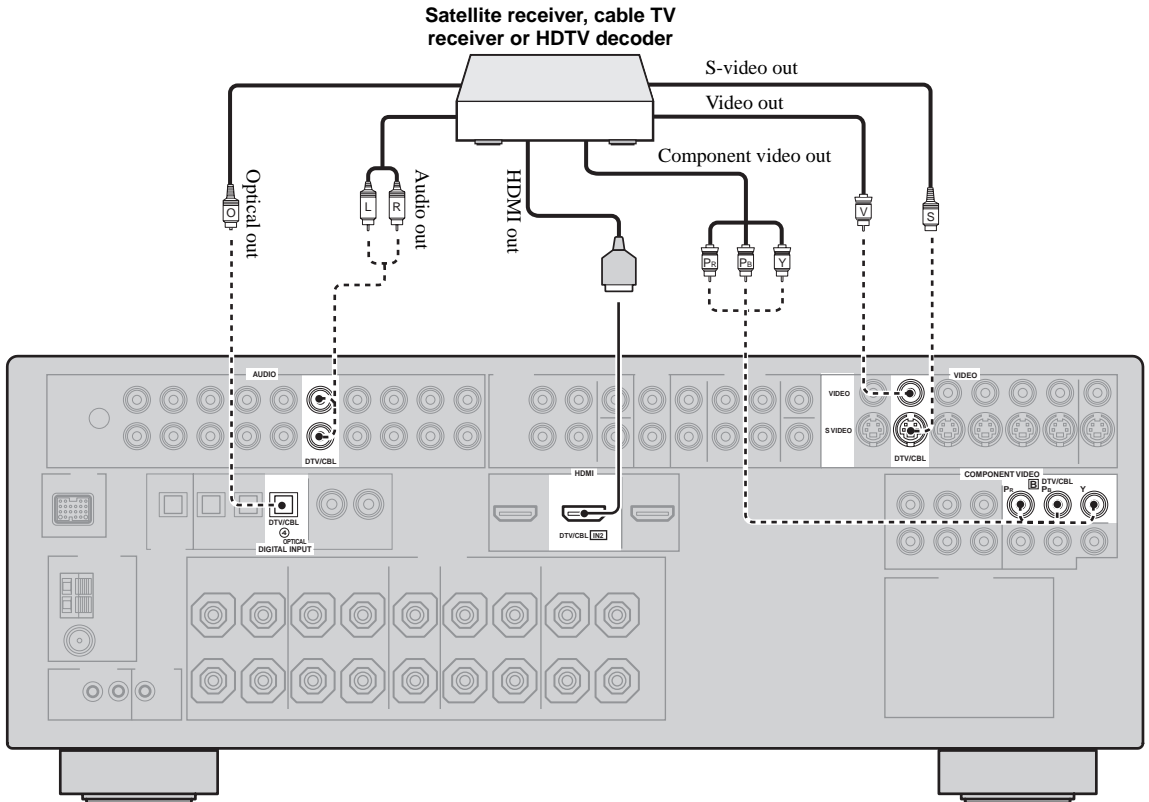 Satellite receiver, cable TV
receiver or HDTV decoder
S-video out
Video out
Component video out
Optical out
Audio out
HDMI out
O
L
R
PR
PB
Y
V
S
AUDIO
VIDEO
VIDEO
S VIDEO
DTV/CBL
DTV/CBL
HDMI
COMPONENT VIDEO
B DTV/CBL
PR
PB
Y
DTV/CBL
4
OPTICAL
DIGITAL INPUT
DTV/CBL IN2